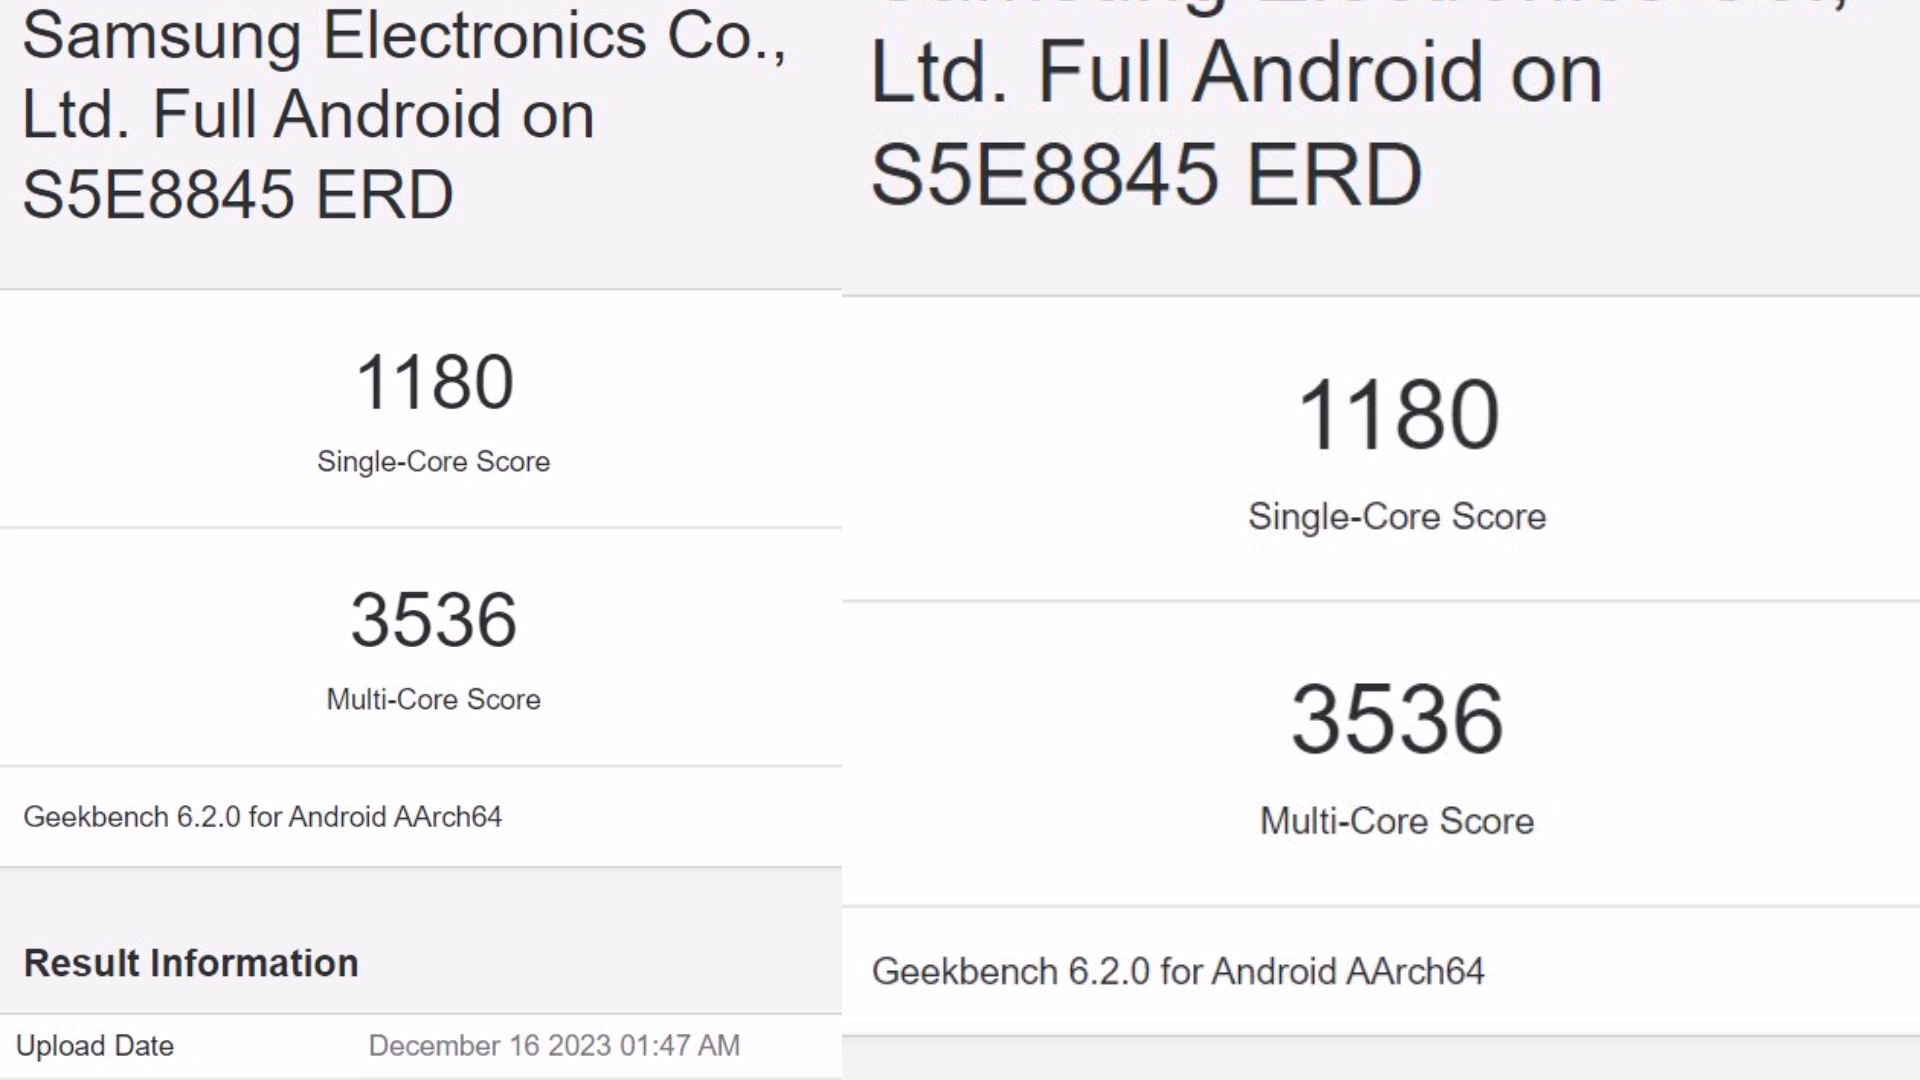 Samsung Electronics Co.,
Ltd. Full Android on
S5E8845 ERD
1180
Single-Core Score
3536
Multi-Core Score
Geekbench 6.2.0 for Android AArch64
Result Information
Upload Date December 16 2023 01:47 AM
Ltd. Full Android on
S5E8845 ERD
1180
Single-Core Score
3536
Multi-Core Score
Geekbench 6.2.0 for Android AArch64